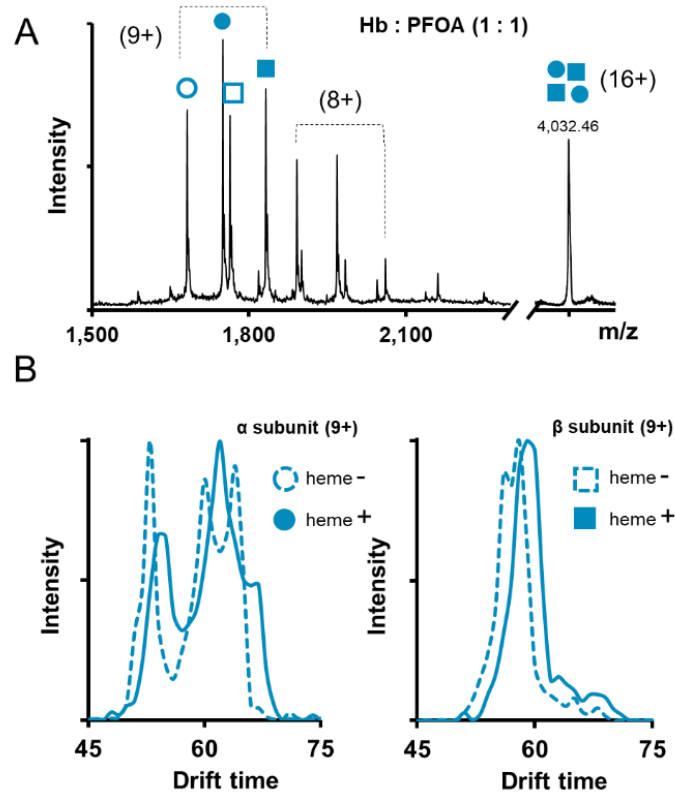 A
Hb : PFOA (1 : 1)
(9+)
(8+)
(16+)
4,032.46
Intensity
1,500
1,800
2,100
m/z
B
α subunit (9+)
heme -
heme +
Intensity
45
60
75
Drift time
β subunit (9+)
heme -
heme +
Intensity
45
60
75
Drift time